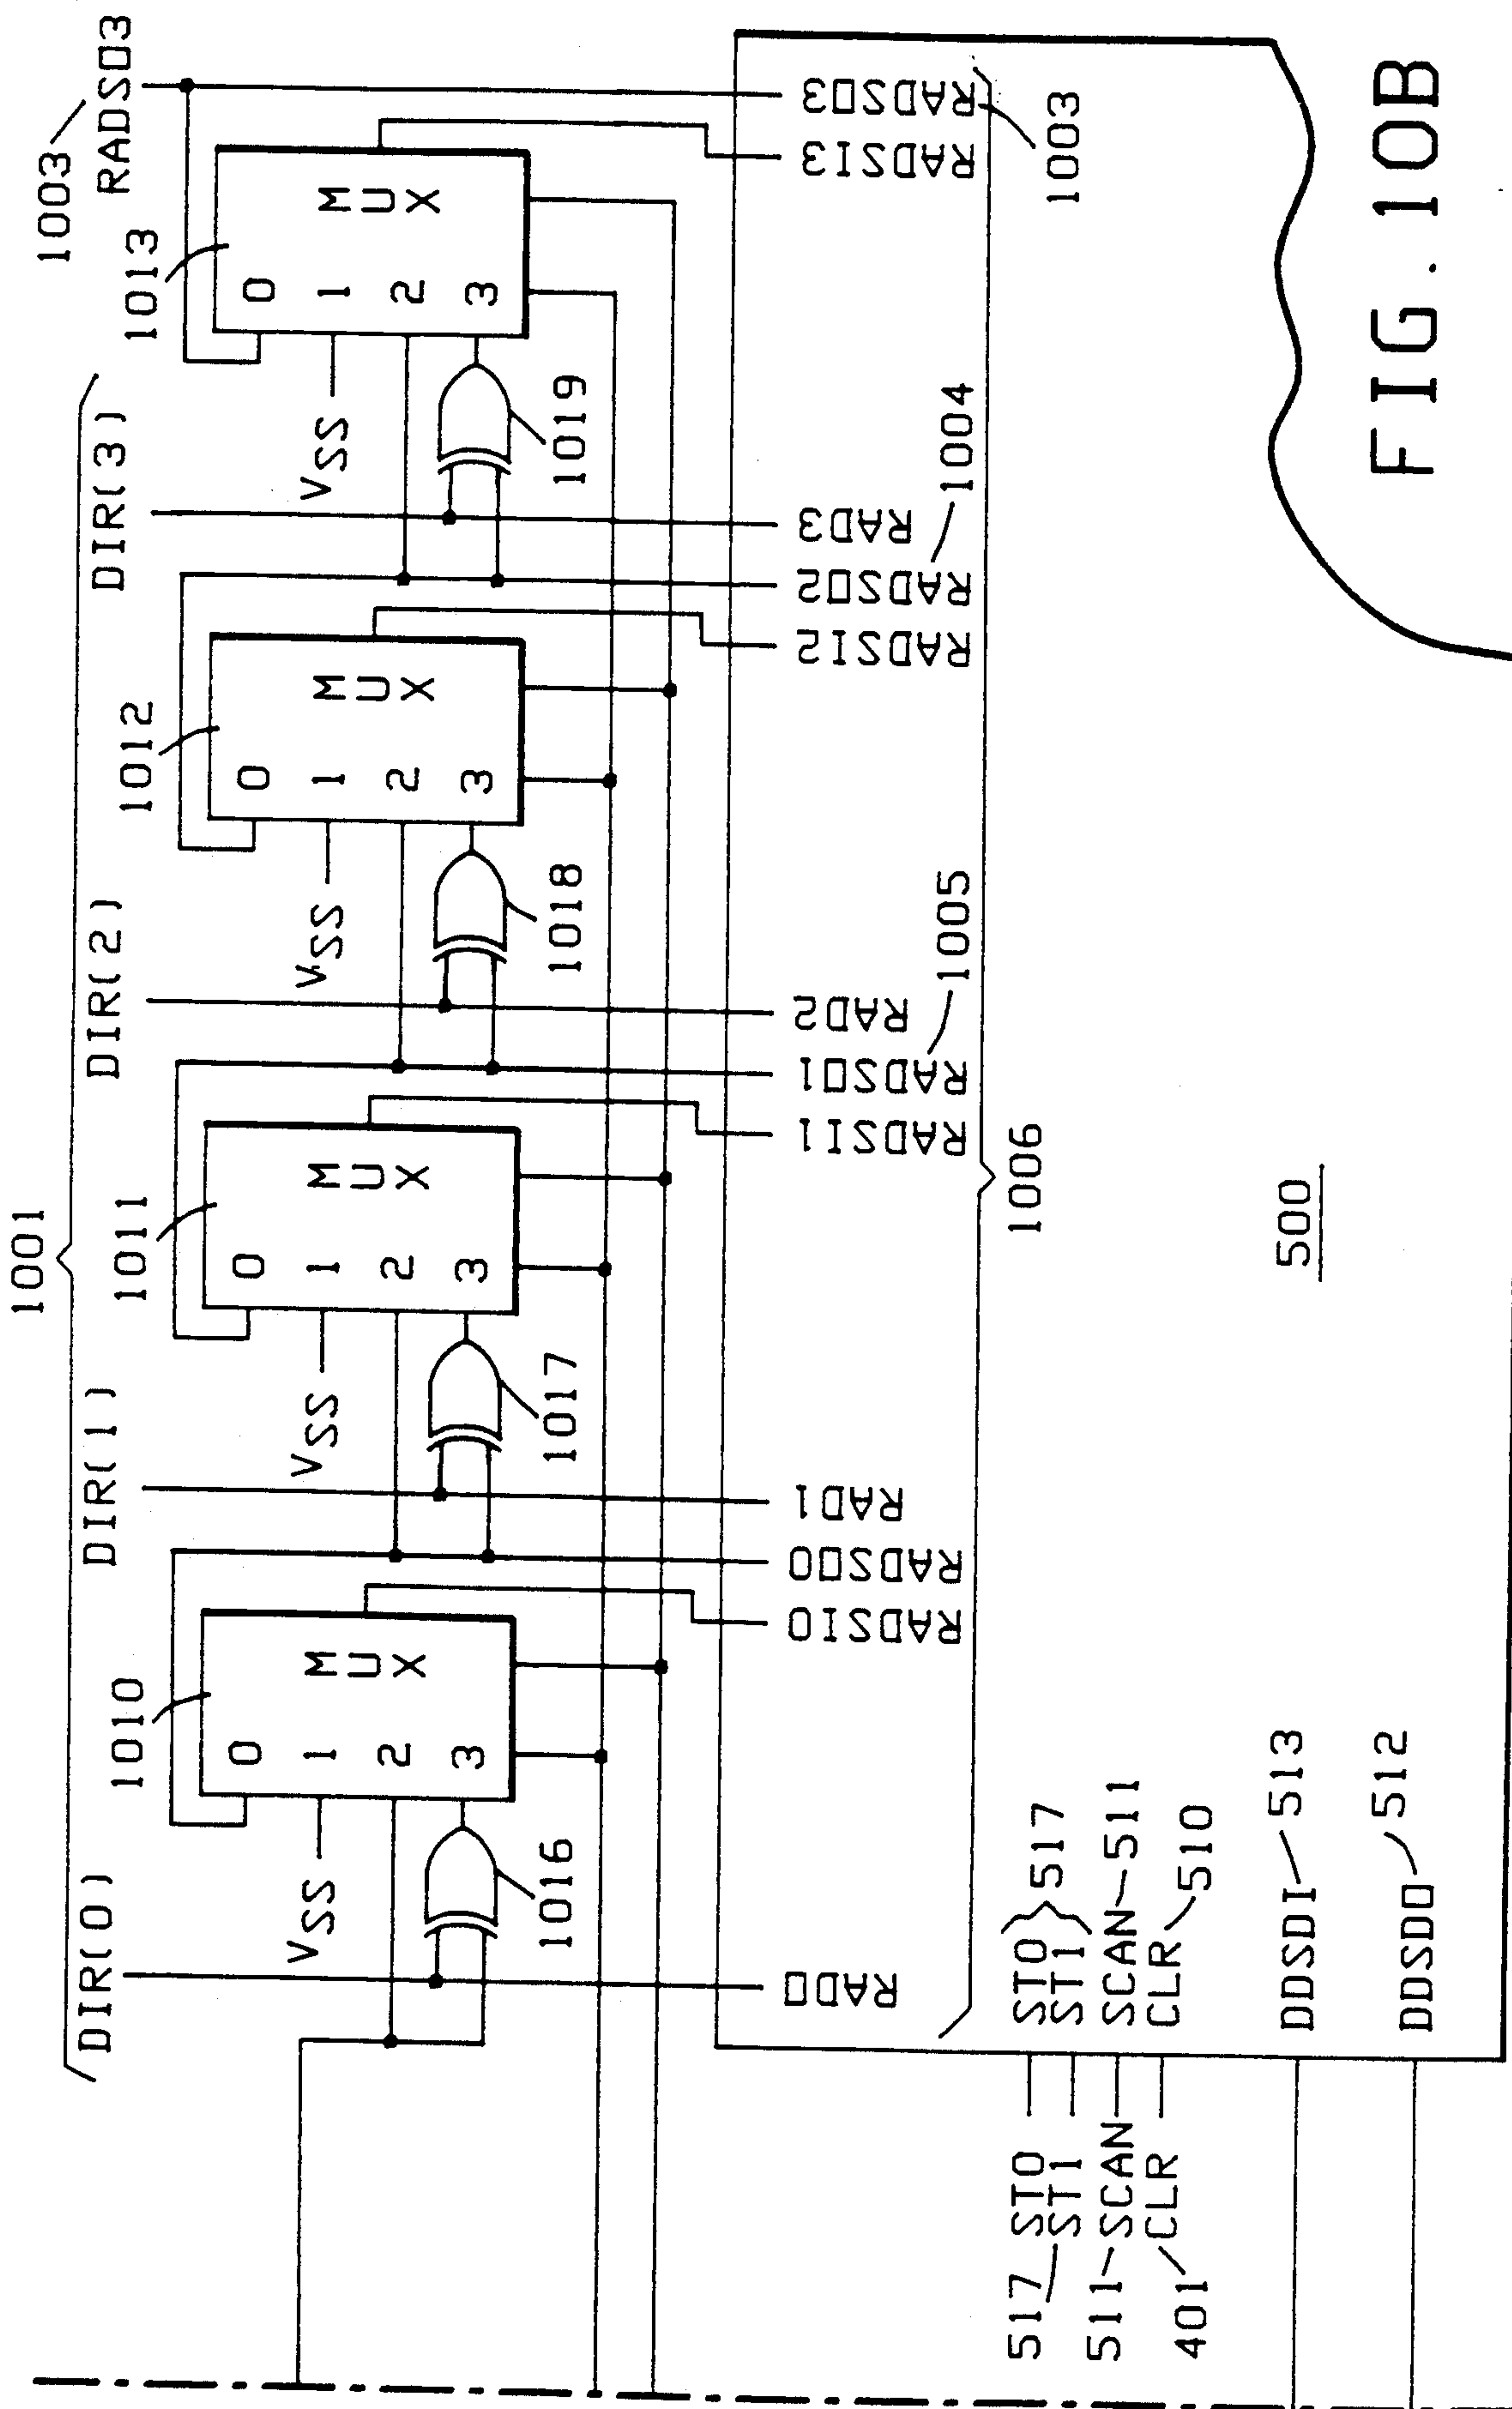 1001
DIR(0)
DIR(1)
DIR(2)
DIR(3)
1003
RADSO3
1010
1011
1012
1013
0
1
2
3
MUX
0
1
2
3
MUX
0
1
2
3
MUX
0
1
2
3
MUX
VSS
VSS
VSS
VSS
1016
1017
1018
1019
RAD0
RADSI0
RADSO0
RAD1
RADSI1
RADSO1
1005
RAD2
RADSI2
RADSO2
1004
RAD3
RADSI3
RADSO3
1003
1006
517 ST0
ST1
511 SCAN
401 CLR
ST0
ST1
517
SCAN 511
CLR 510
DDSDI 513
DDSDO 512
500
FIG. 10B